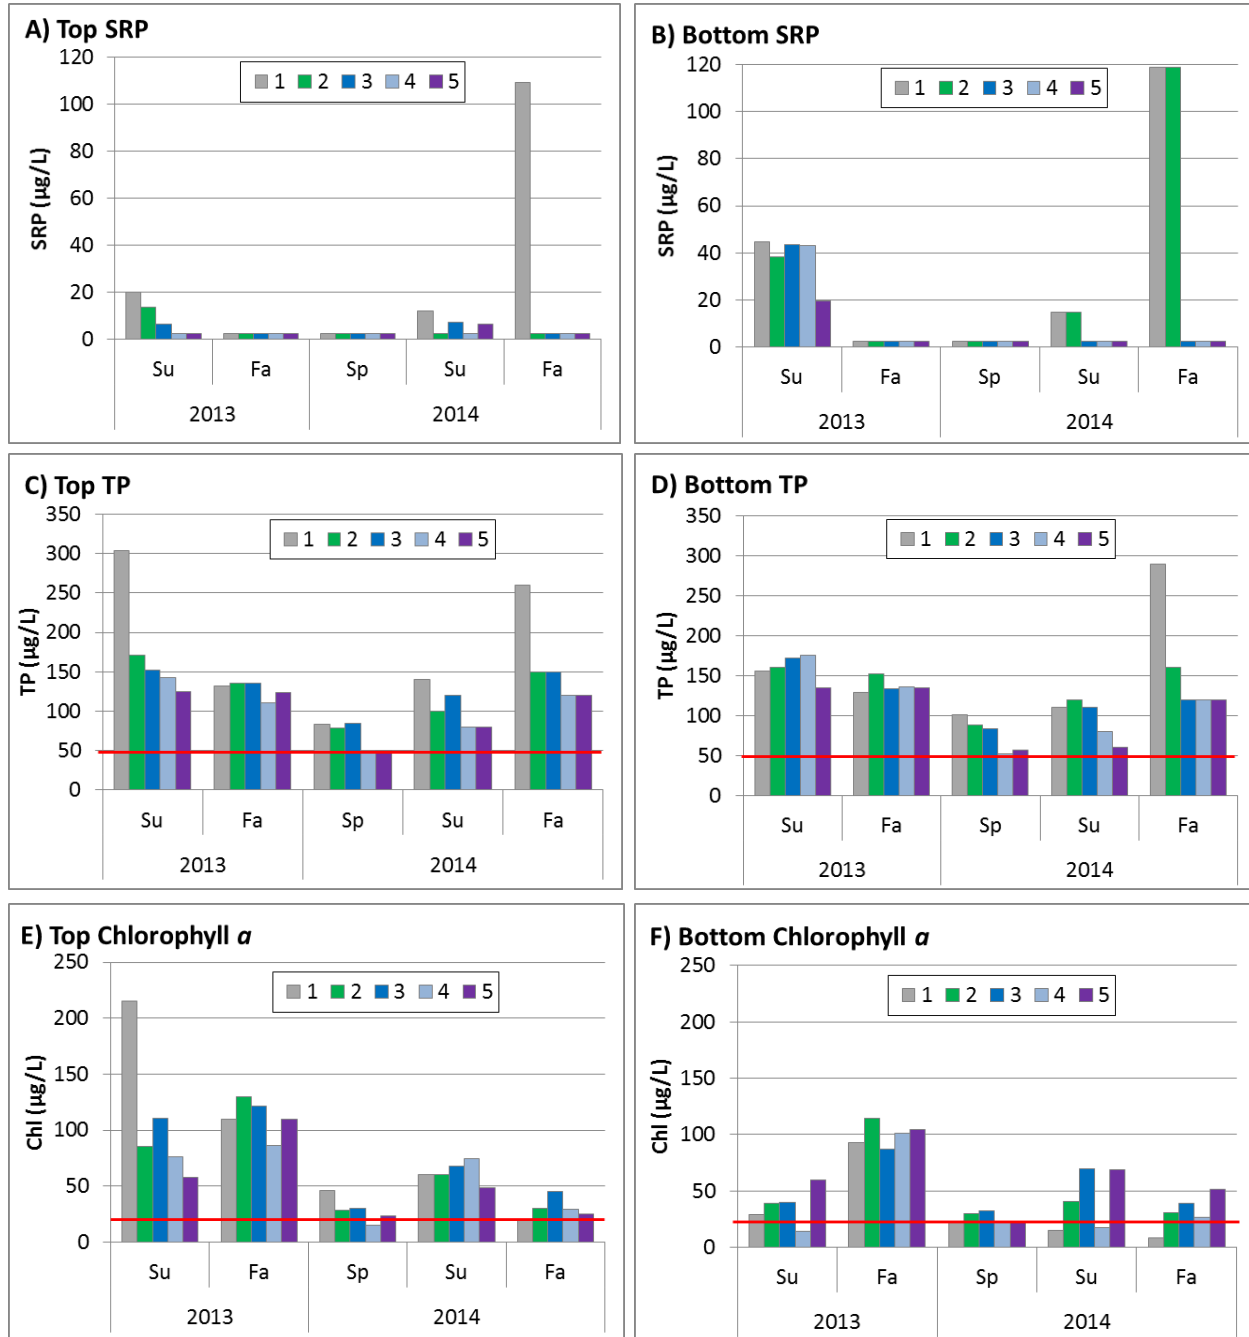 A) Top SRP
120
100
80
60
40
20
0
SRP (µg/L)
1 2 3 4 5
Su Fa Sp Su Fa
2013 2014
B) Bottom SRP
120
100
80
60
40
20
0
SRP (µg/L)
1 2 3 4 5
Su Fa Sp Su Fa
2013 2014
C) Top TP
350
300
250
200
150
100
50
0
TP (µg/L)
1 2 3 4 5
Su Fa Sp Su Fa
2013 2014
D) Bottom TP
350
300
250
200
150
100
50
0
TP (µg/L)
1 2 3 4 5
Su Fa Sp Su Fa
2013 2014
E) Top Chlorophyll a
250
200
150
100
50
0
Chl (µg/L)
1 2 3 4 5
Su Fa Sp Su Fa
2013 2014
F) Bottom Chlorophyll a
250
200
150
100
50
0
Chl (µg/L)
1 2 3 4 5
Su Fa Sp Su Fa
2013 2014